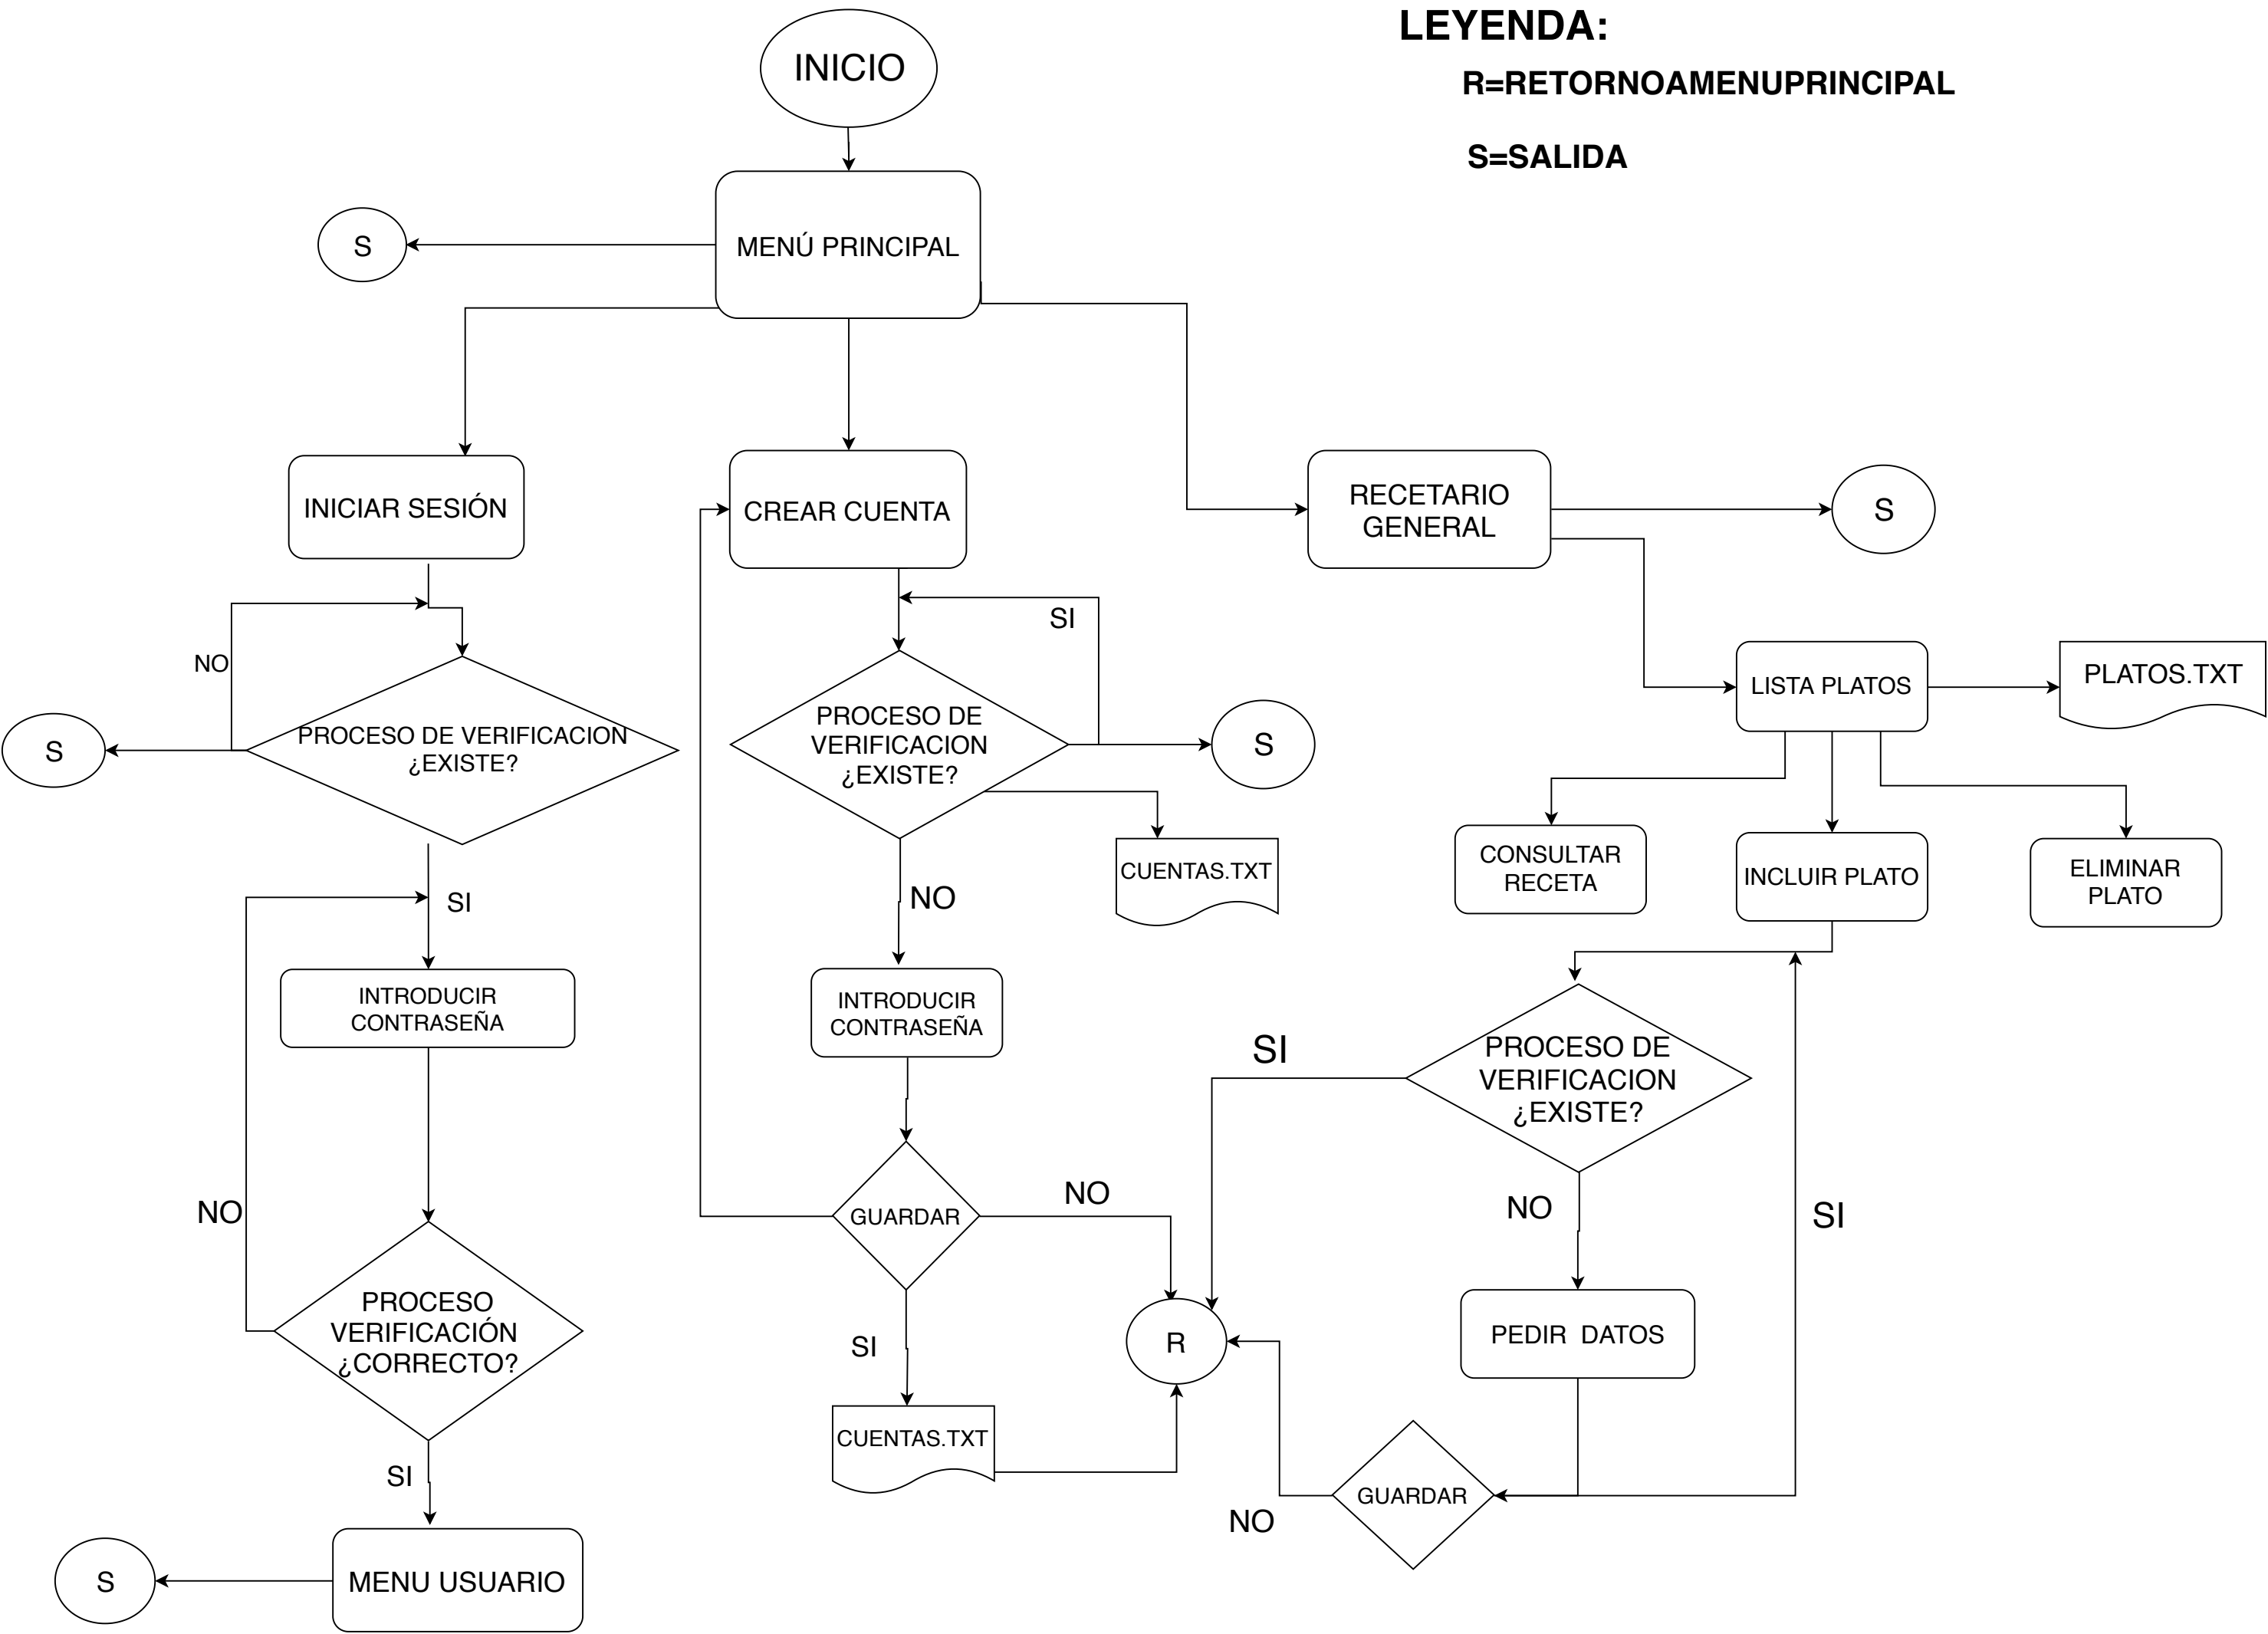 LEYENDA:
R=RETORNOAMENUPRINCIPAL
S=SALIDA
INICIO
MENÚ PRINCIPAL
S
INICIAR SESIÓN
CREAR CUENTA
RECETARIO
GENERAL
S
SI
NO
PROCESO DE VERIFICACION
¿EXISTE?
S
PROCESO DE
VERIFICACION
¿EXISTE?
S
LISTA PLATOS
PLATOS.TXT
CUENTAS.TXT
CONSULTAR
RECETA
INCLUIR PLATO
ELIMINAR
PLATO
SI
NO
INTRODUCIR
CONTRASEÑA
INTRODUCIR
CONTRASEÑA
SI
PROCESO DE
VERIFICACION
¿EXISTE?
NO
NO
GUARDAR
NO
NO
SI
PROCESO
VERIFICACIÓN
¿CORRECTO?
SI
R
PEDIR DATOS
SI
CUENTAS.TXT
GUARDAR
NO
S
MENU USUARIO